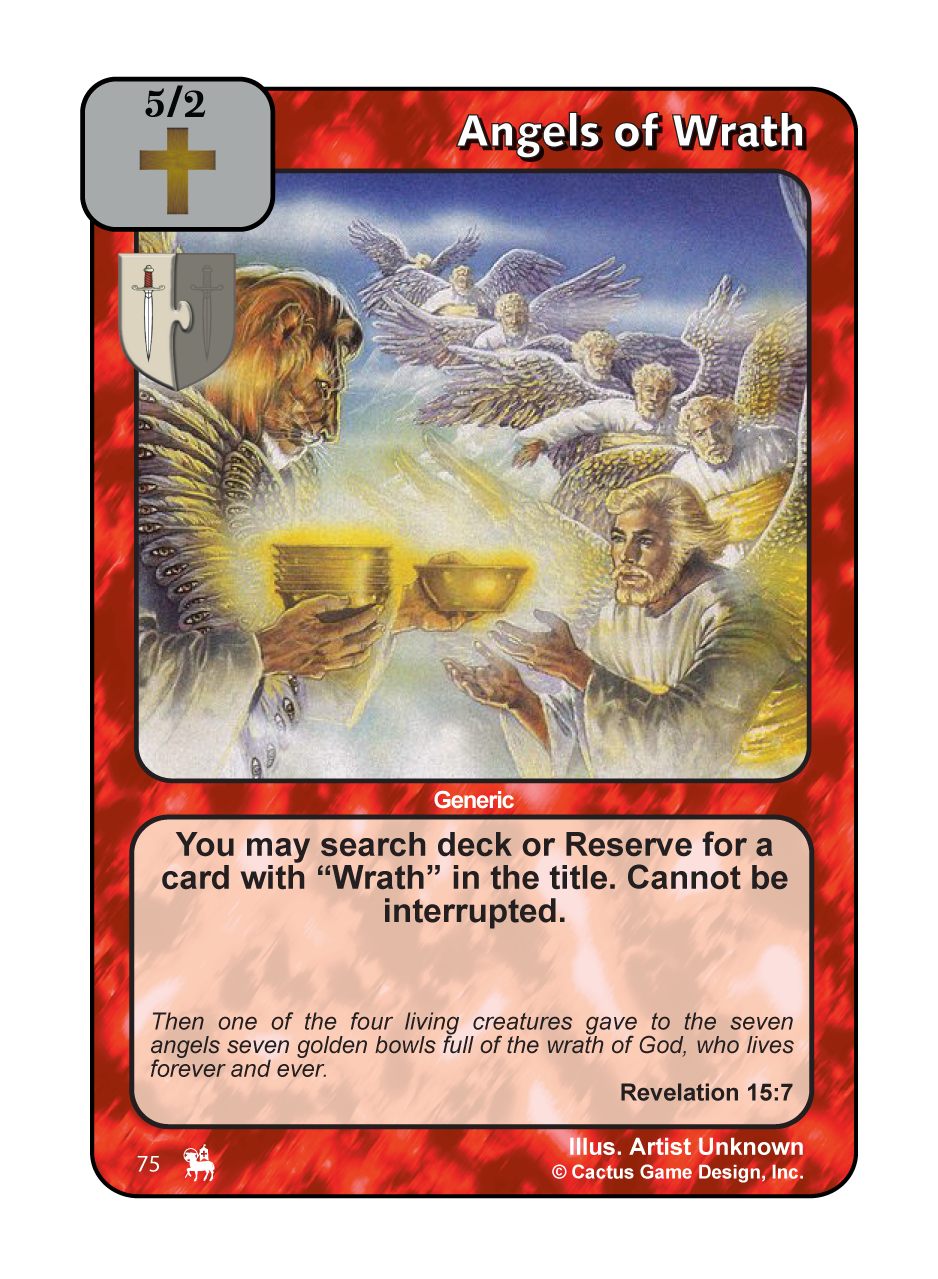 5/2
Angels of Wrath
Generic
You may search deck or Reserve for a
card with “Wrath” in the title. Cannot be
interrupted.
Then one of the four living creatures gave to the seven
angels seven golden bowls full of the wrath of God, who lives
forever and ever.
Revelation 15:7
75
Illus. Artist Unknown
© Cactus Game Design, Inc.